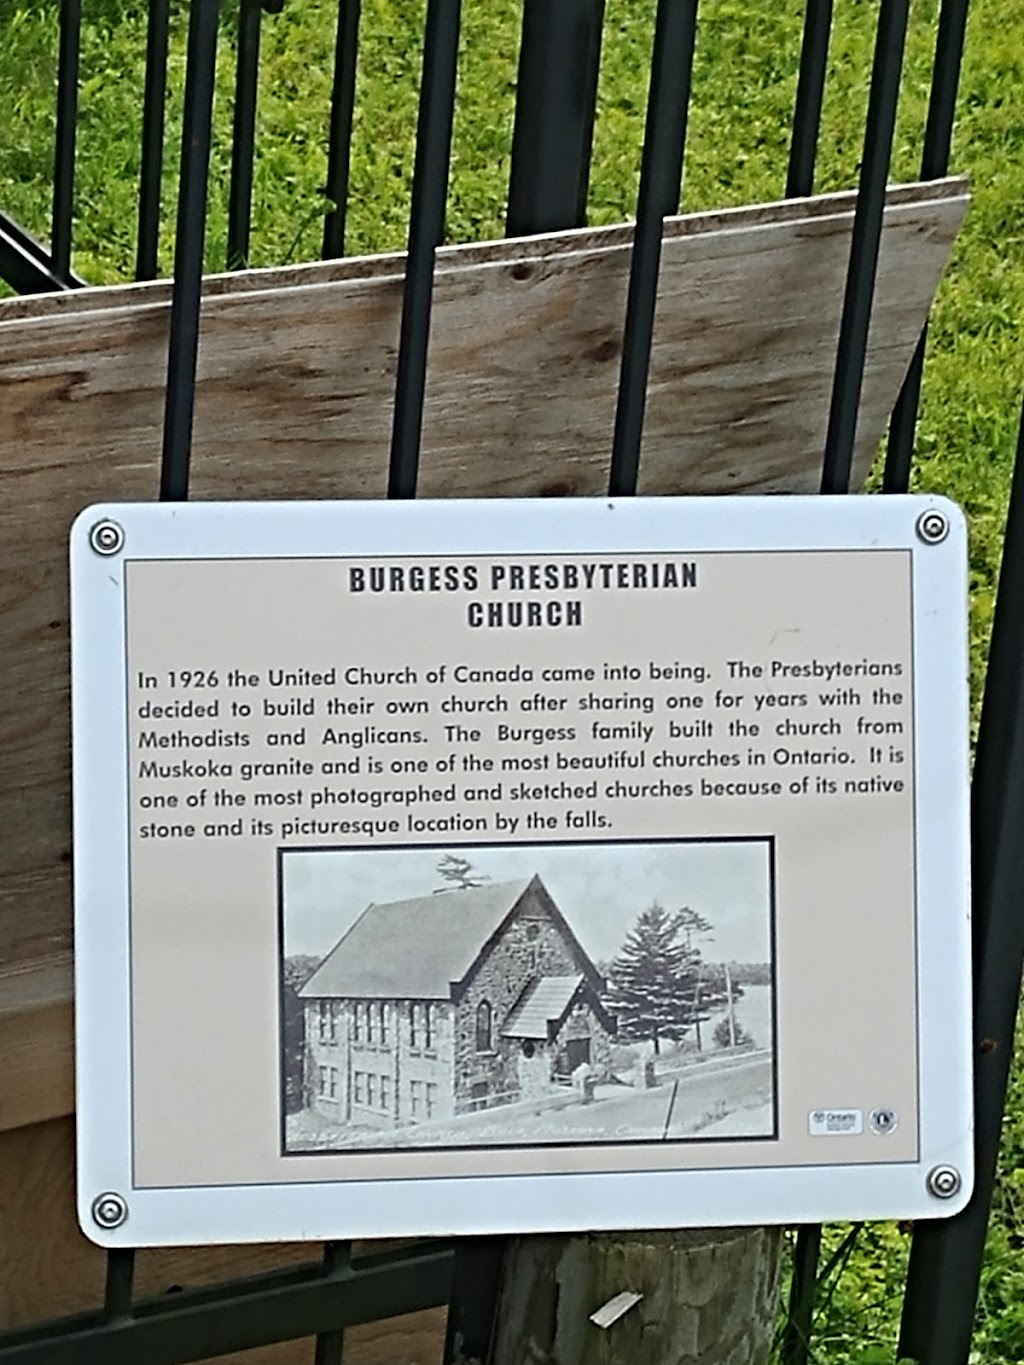 BURGESS PRESBYTERIAN
CHURCH
In 1926 the United Church of Canada came into being. The Presbyterians
decided to build their own church after sharing one for years with the
Methodists and Anglicans. The Burgess family built the church from
Muskoka granite and is one of the most beautiful churches in Ontario. It is
one of the most photographed and sketched churches because of its native
stone and its picturesque location by the falls.
Ontario